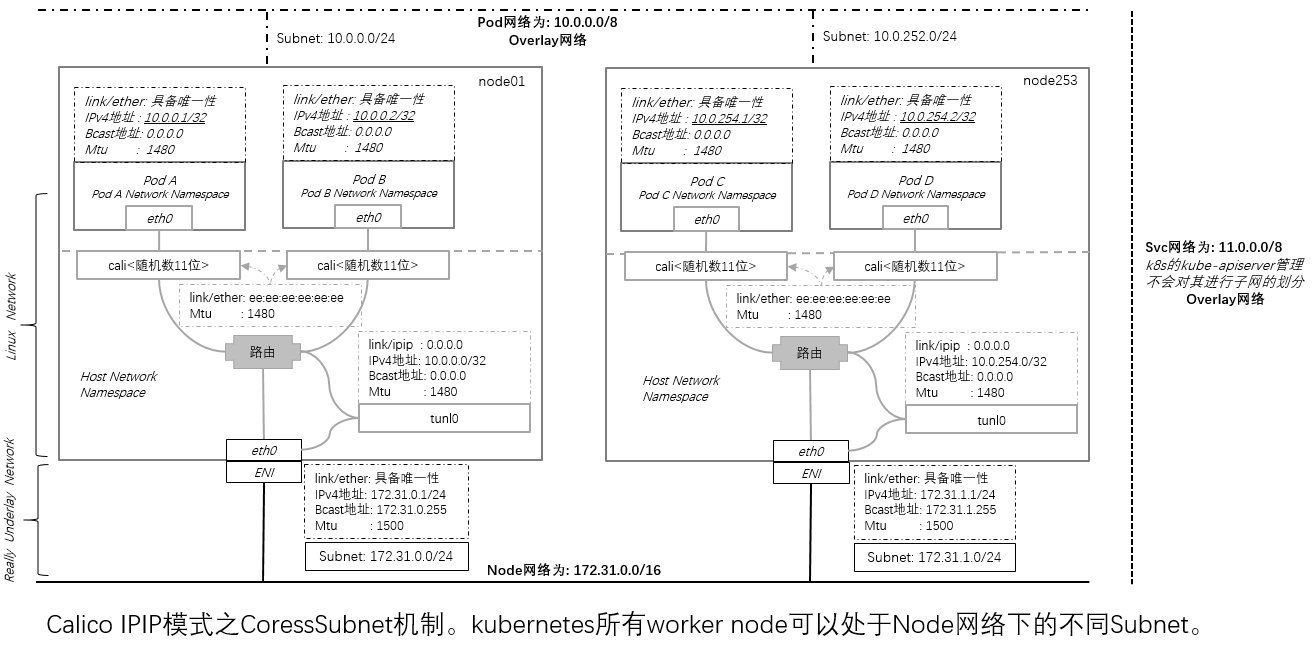 Pod网络为: 10.0.0.0/8
Overlay网络
Subnet: 10.0.0.0/24
Subnet: 10.0.252.0/24
node01
link/ether: 具备唯一性
IPv4地址 : 10.0.0.1/32
Bcast地址: 0.0.0.0
Mtu : 1480
link/ether: 具备唯一性
IPv4地址 : 10.0.0.2/32
Bcast地址: 0.0.0.0
Mtu : 1480
Pod A
Pod A Network Namespace
eth0
Pod B
Pod B Network Namespace
eth0
cali<随机数11位>
cali<随机数11位>
link/ether: ee:ee:ee:ee:ee:ee
Mtu : 1480
路由
Host Network
Namespace
link/ipip : 0.0.0.0
IPv4地址: 10.0.0.0/32
Bcast地址: 0.0.0.0
Mtu : 1480
tunl0
eth0
ENI
link/ether: 具备唯一性
IPv4地址: 172.31.0.1/24
Bcast地址: 172.31.0.255
Mtu : 1500
Subnet: 172.31.0.0/24
node253
link/ether: 具备唯一性
IPv4地址 : 10.0.254.1/32
Bcast地址: 0.0.0.0
Mtu : 1480
link/ether: 具备唯一性
IPv4地址 : 10.0.254.2/32
Bcast地址: 0.0.0.0
Mtu : 1480
Pod C
Pod C Network Namespace
eth0
Pod D
Pod D Network Namespace
eth0
cali<随机数11位>
cali<随机数11位>
link/ether: ee:ee:ee:ee:ee:ee
Mtu : 1480
路由
Host Network
Namespace
link/ipip : 0.0.0.0
IPv4地址: 10.0.254.0/32
Bcast地址: 0.0.0.0
Mtu : 1480
tunl0
eth0
ENI
link/ether: 具备唯一性
IPv4地址: 172.31.1.1/24
Bcast地址: 172.31.1.255
Mtu : 1500
Subnet: 172.31.1.0/24
Linux Network
Really Underlay Network
Node网络为: 172.31.0.0/16
Svc网络为: 11.0.0.0/8
k8s的kube-apiserver管理
不会对其进行子网的划分
Overlay网络
Calico IPIP模式之CoressSubnet机制。kubernetes所有worker node可以处于Node网络下的不同Subnet。